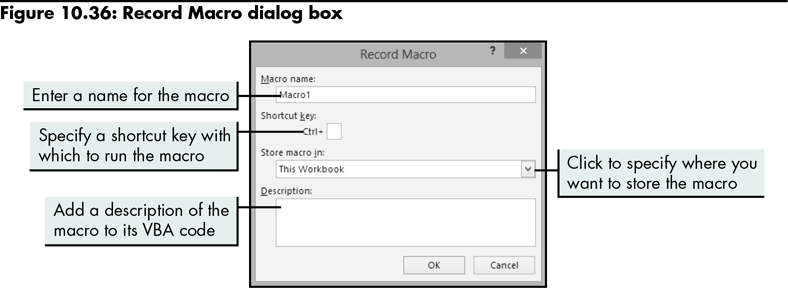 Figure 10.36: Record Macro dialog box
Record Macro
?
×
Macro name:
Macro1
Enter a name for the macro
Shortcut key:
Ctrl+
Specify a shortcut key with
which to run the macro
Store macro in:
This Workbook
Click to specify where you
want to store the macro
Description:
Add a description of the
macro to its VBA code
OK
Cancel